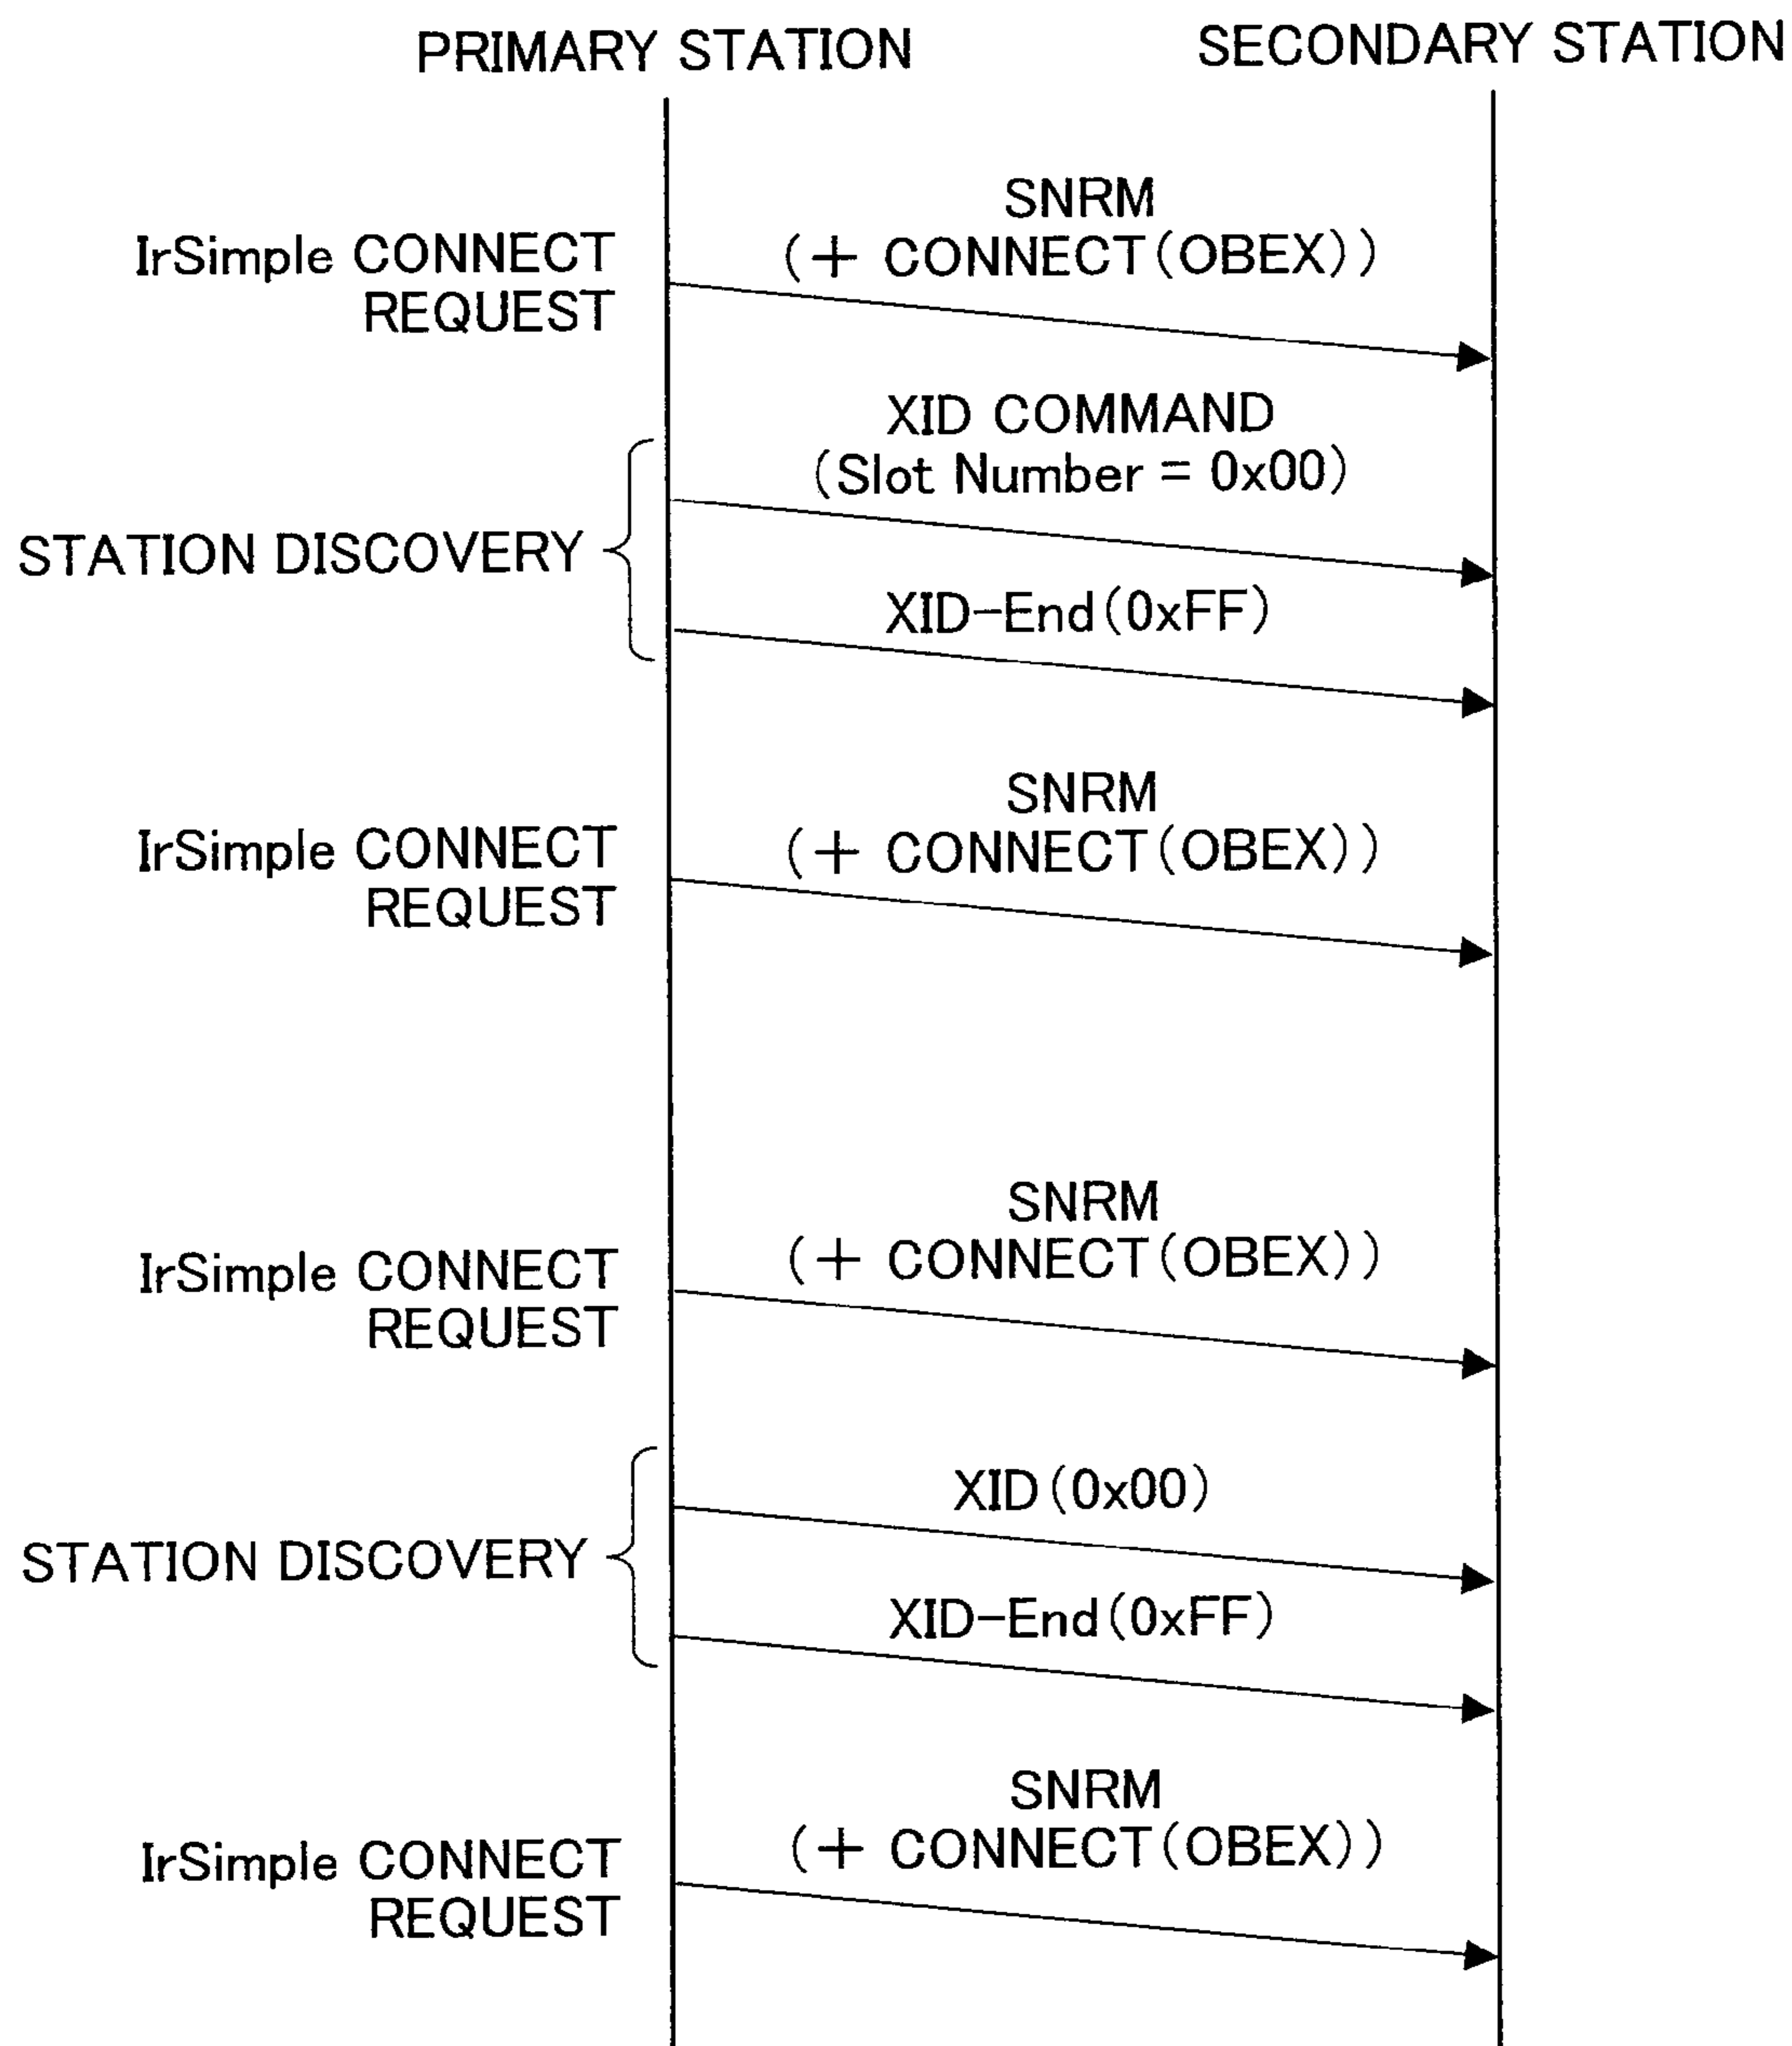 PRIMARY STATION
SECONDARY STATION
SNRM
(+ CONNECT(OBEX))
IrSimple CONNECT
REQUEST
XID COMMAND
(Slot Number = 0x00)
STATION DISCOVERY
XID-End(0xFF)
SNRM
(+ CONNECT(OBEX))
IrSimple CONNECT
REQUEST
SNRM
(+ CONNECT(OBEX))
IrSimple CONNECT
REQUEST
XID(0x00)
STATION DISCOVERY
XID-End(0xFF)
SNRM
(+ CONNECT(OBEX))
IrSimple CONNECT
REQUEST